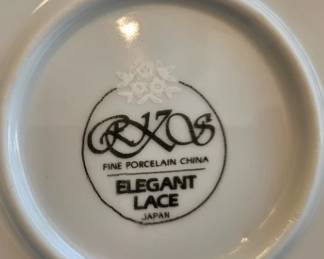 FINE PORCELAIN CHINA
ELEGANT
LACE
JAPAN